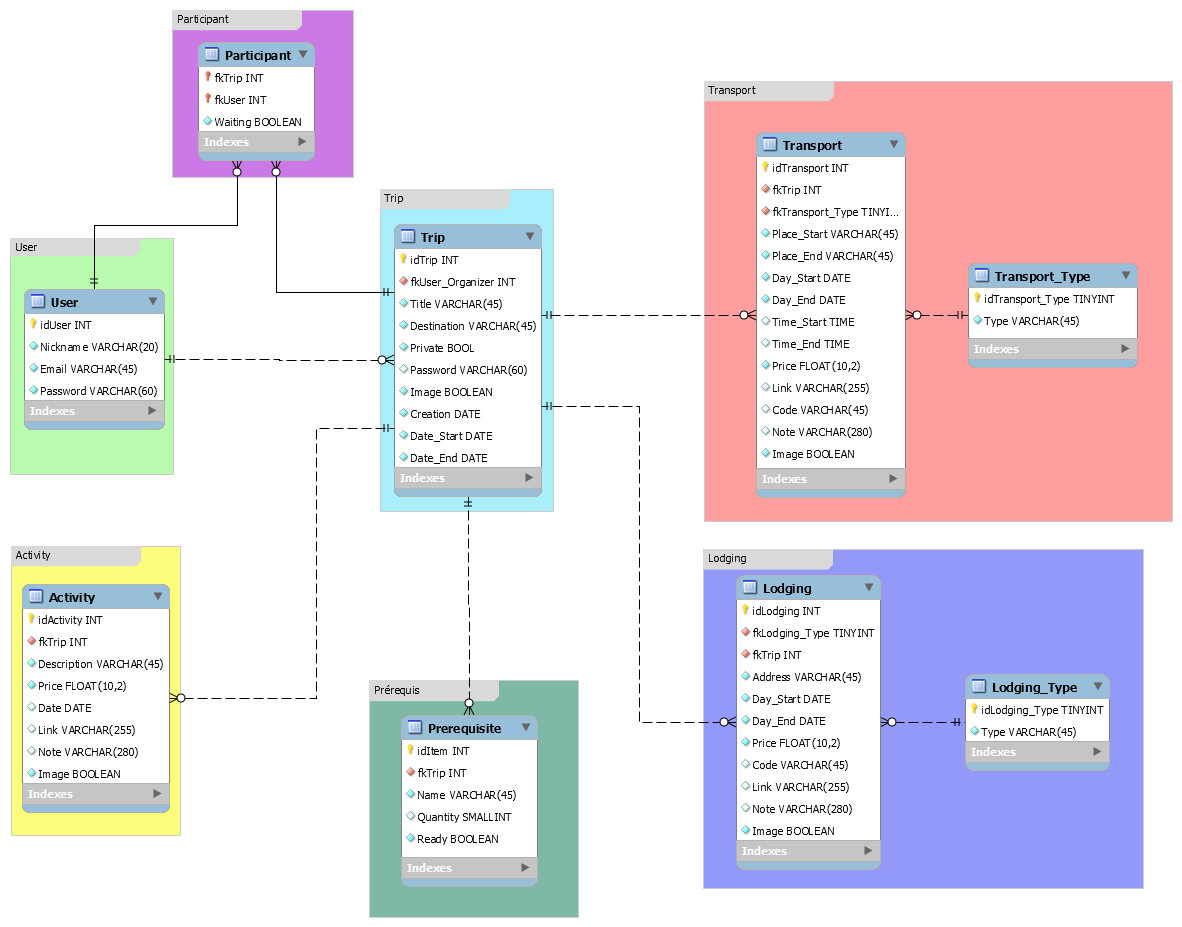 Participant
Participant
fkTrip INT
fkUser INT
Waiting BOOLEAN
Indexes
User
User
idUser INT
Nickname VARCHAR(20)
Email VARCHAR(45)
Password VARCHAR(60)
Indexes
Trip
Trip
idTrip INT
fkUser_Organizer INT
Title VARCHAR(45)
Destination VARCHAR(45)
Private BOOL
Password VARCHAR(60)
Image BOOLEAN
Creation DATE
Date_Start DATE
Date_End DATE
Indexes
Transport
Transport
idTransport INT
fkTrip INT
fkTransport_Type TINYI...
Place_Start VARCHAR(45)
Place_End VARCHAR(45)
Day_Start DATE
Day_End DATE
Time_Start TIME
Time_End TIME
Price FLOAT(10,2)
Link VARCHAR(255)
Code VARCHAR(45)
Note VARCHAR(280)
Image BOOLEAN
Indexes
Transport_Type
idTransport_Type TINYINT
Type VARCHAR(45)
Indexes
Activity
Activity
idActivity INT
fkTrip INT
Description VARCHAR(45)
Price FLOAT(10,2)
Date DATE
Link VARCHAR(255)
Note VARCHAR(280)
Image BOOLEAN
Indexes
Prérequis
Prerequisite
idItem INT
fkTrip INT
Name VARCHAR(45)
Quantity SMALLINT
Ready BOOLEAN
Indexes
Lodging
Lodging
idLodging INT
fkLodging_Type TINYINT
fkTrip INT
Address VARCHAR(45)
Day_Start DATE
Day_End DATE
Price FLOAT(10,2)
Code VARCHAR(45)
Link VARCHAR(255)
Note VARCHAR(280)
Image BOOLEAN
Indexes
Lodging_Type
idLodging_Type TINYINT
Type VARCHAR(45)
Indexes